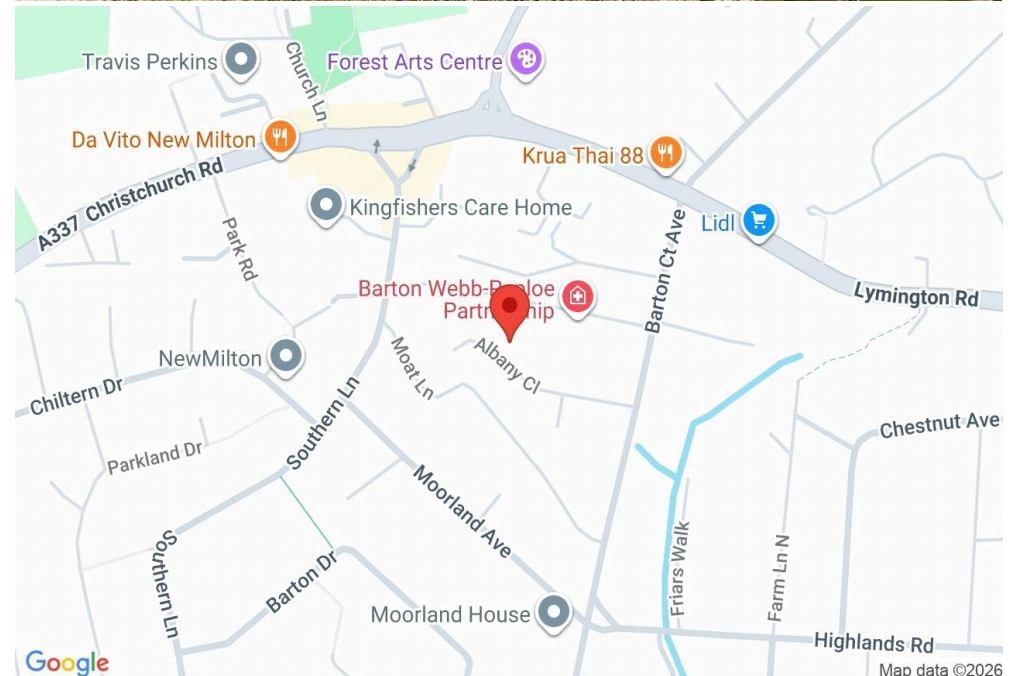 Travis Perkins
Church Ln
Forest Arts Centre
Da Vito New Milton
Krua Thai 88
A337 Christchurch Rd
Kingfishers Care Home
Lidl
Park Rd
Barton Ct Ave
Barton Webb-Peploe
Partnership
Lymington Rd
NewMilton
Moat Ln
Albany Cl
Chiltern Dr
Southern Ln
Chestnut Ave
Parkland Dr
Moorland Ave
Southern Ln
Barton Dr
Friars Walk
Farm Ln N
Moorland House
Highlands Rd
Google
Map data ©2026